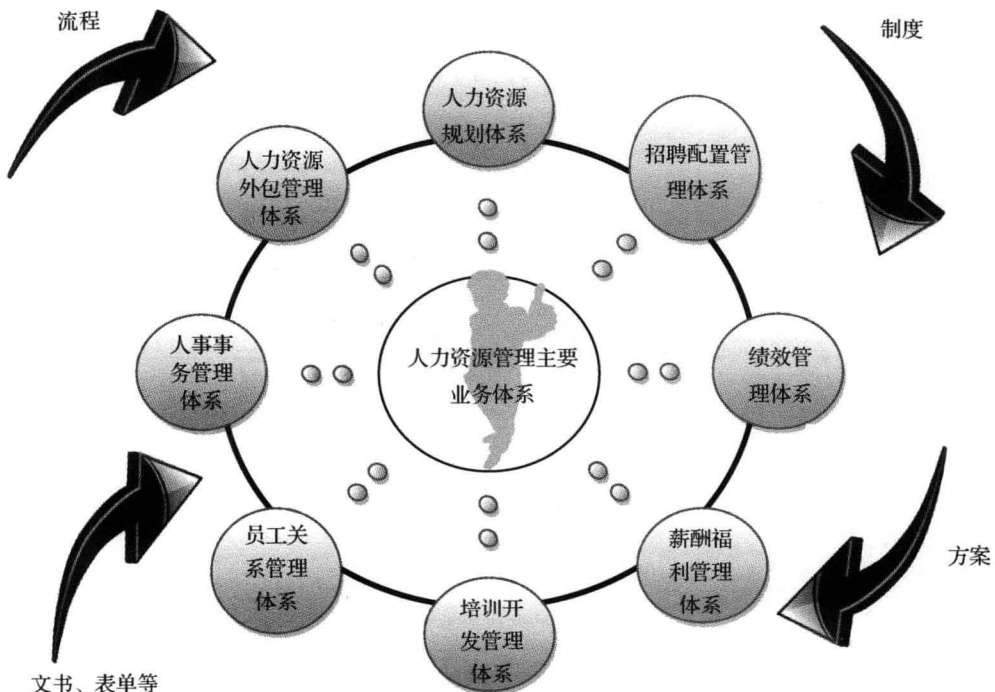 流程
制度
人力资源
规划体系
人力资源
外包管理
体系
招聘配置管
理体系
人事事
务管理
体系
人力资源管理主要
业务体系
绩效管
理体系
员工关
系管理
体系
薪酬福
利管理
体系
方案
培训开
发管理
体系
文书、表单等